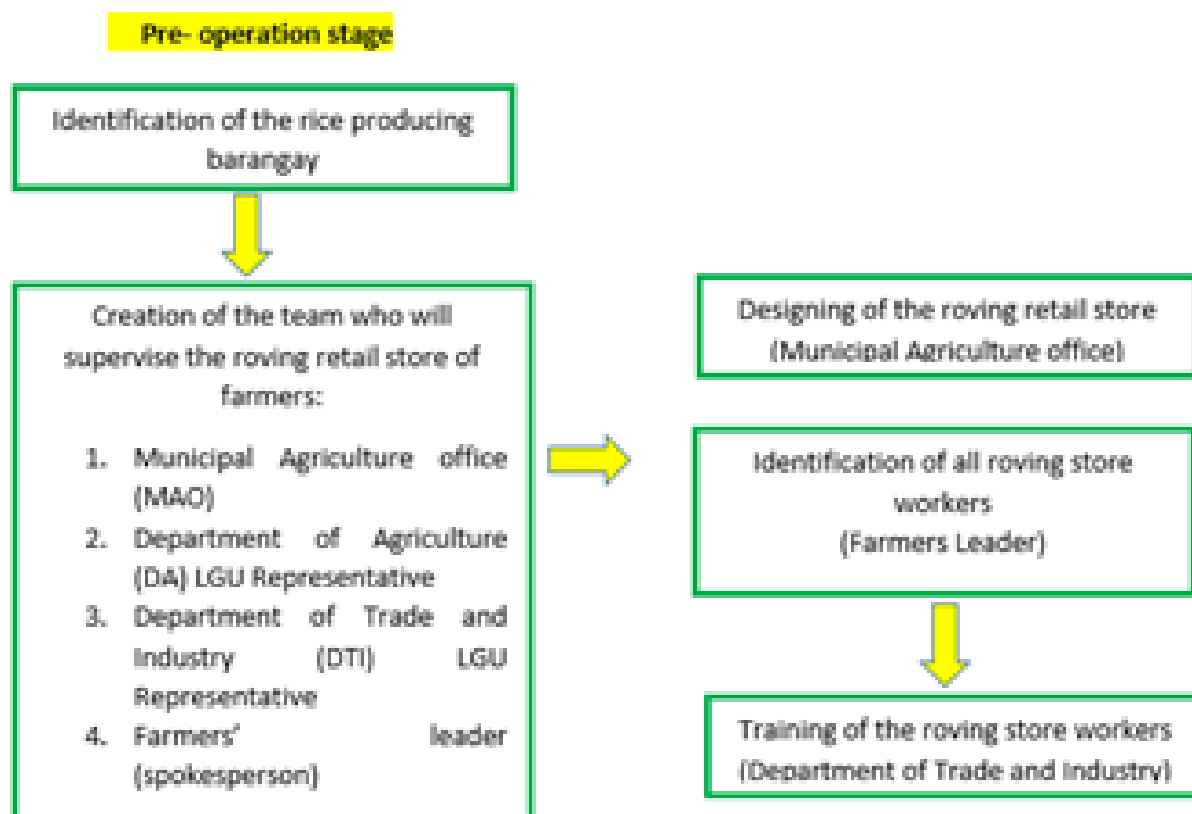 Pre- operation stage
Identification of the rice producing
barangay
Creation of the team who will
supervise the roving retail store of
farmers:
1. Municipal Agriculture office
(MAO)
2. Department of Agriculture
(DA) LGU Representative
3. Department of Trade and
Industry (DTI) LGU
Representative
4. Farmers' leader
(spokesperson)
Designing of the roving retail store
(Municipal Agriculture office)
Identification of all roving store
workers
(Farmers Leader)
Training of the roving store workers
(Department of Trade and Industry)